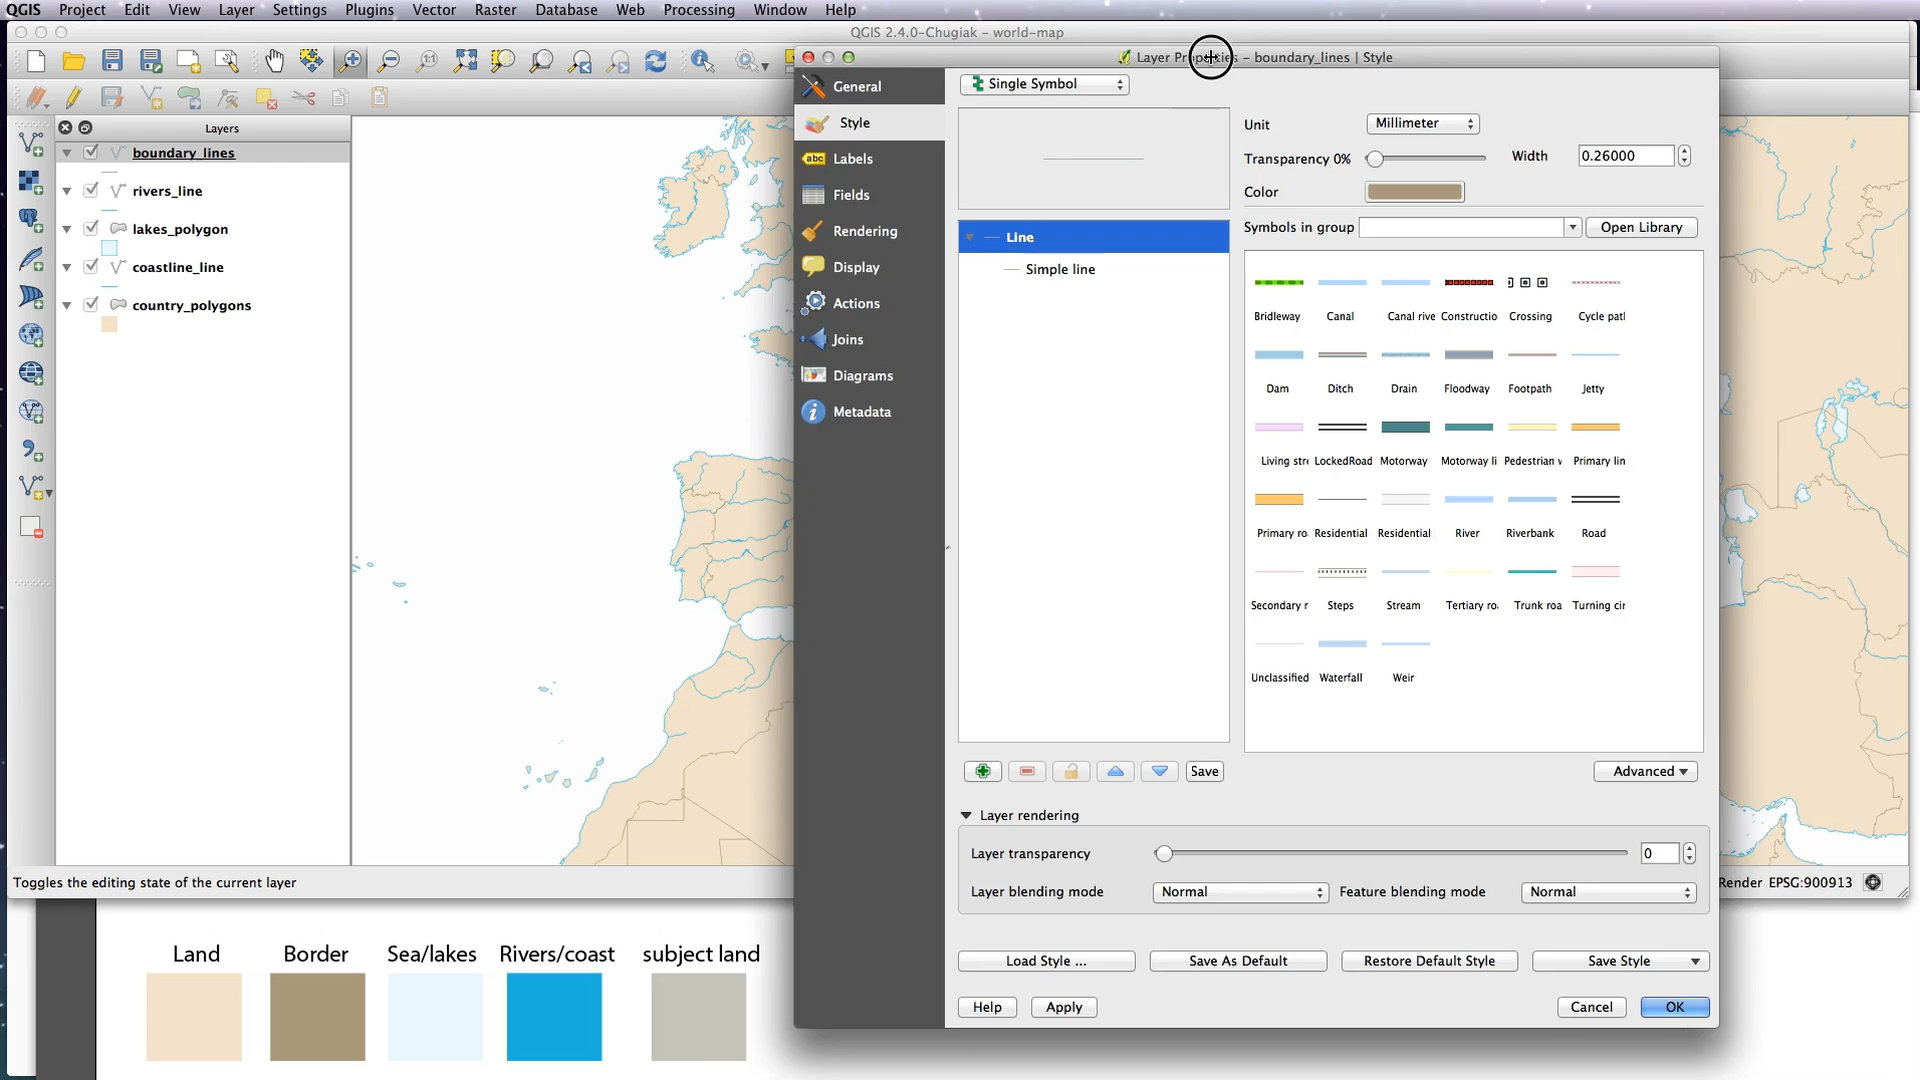 QGIS Project Edit View Layer Settings Plugins Vector Raster Database Web Processing Window Help
QGIS 2.4.0-Chugiak - world-map
Layer Properties - boundary_lines | Style
Layers
boundary_lines
rivers_line
lakes_polygon
coastline_line
country_polygons
General
Style
Labels
Fields
Rendering
Display
Actions
Joins
Diagrams
Metadata
Single Symbol
Line
Simple line
Unit Millimeter
Transparency 0% Width 0.26000
Color
Symbols in group Open Library
Bridleway Canal Canal rive Constructio Crossing Cycle patl
Dam Ditch Drain Floodway Footpath Jetty
Living stre LockedRoad Motorway Motorway li Pedestrian v Primary lin
Primary ro Residential Residential River Riverbank Road
Secondary r Steps Stream Tertiary ro Trunk roa Turning cir
Unclassified Waterfall Weir
Save Advanced
Layer rendering
Layer transparency 0
Layer blending mode Normal Feature blending mode Normal
Load Style ... Save As Default Restore Default Style Save Style
Help Apply Cancel OK
Toggles the editing state of the current layer
Render EPSG:900913
Land Border Sea/lakes Rivers/coast subject land